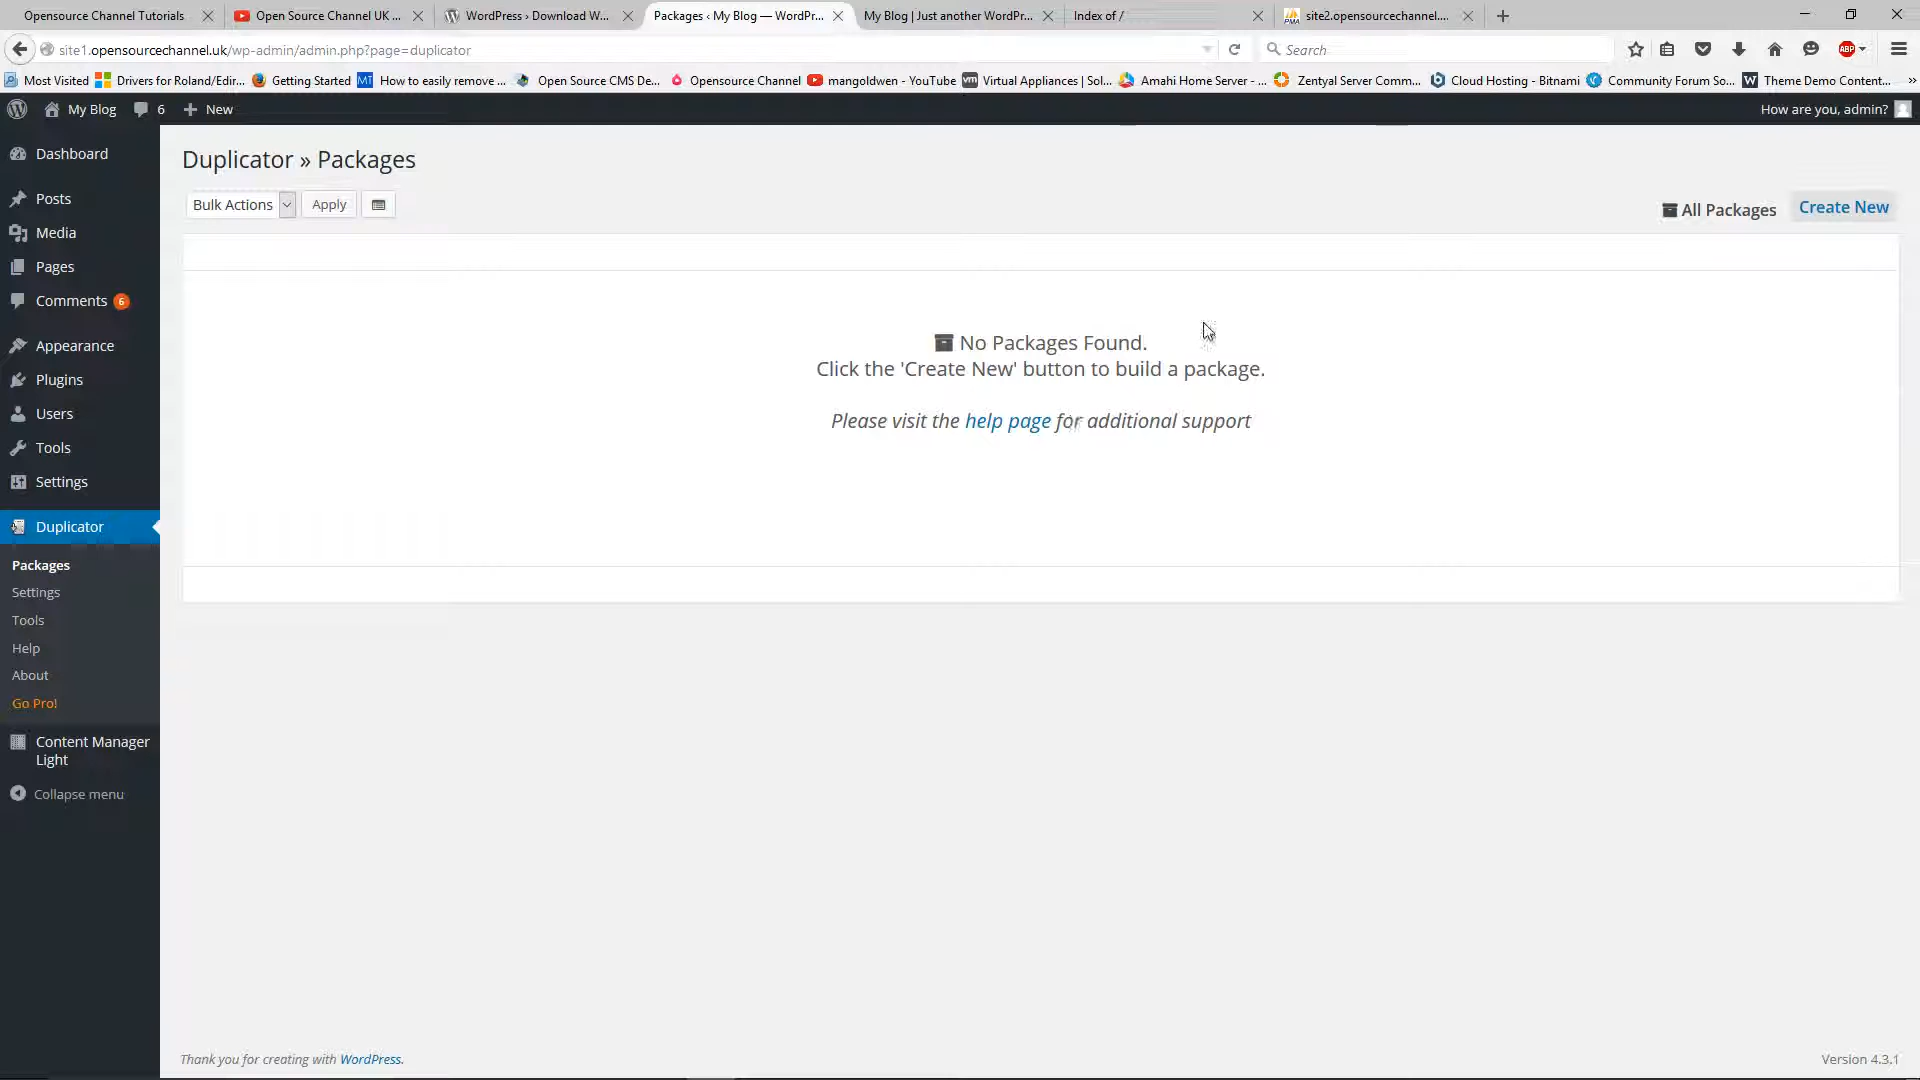 Opensource Channel Tutorials
Open Source Channel UK ...
WordPress › Download W...
Packages ‹ My Blog — WordPr...
My Blog | Just another WordPr...
Index of /
site2.opensourcechannel....
site1.opensourcechannel.uk/wp-admin/admin.php?page=duplicator
Search
ABP
Most Visited
Drivers for Roland/Edir...
Getting Started
MT How to easily remove ...
Open Source CMS De...
Opensource Channel
mangoldwen - YouTube
vm Virtual Appliances | Sol...
Amahi Home Server - ...
Zentyal Server Comm...
Cloud Hosting - Bitnami
Community Forum So...
W Theme Demo Content...
My Blog
6
New
How are you, admin?
Dashboard
Posts
Media
Pages
Comments 6
Appearance
Plugins
Users
Tools
Settings
Duplicator
Packages
Settings
Tools
Help
About
Go Pro!
Content Manager
Light
Collapse menu
Duplicator » Packages
Bulk Actions
Apply
All Packages
Create New
No Packages Found.
Click the 'Create New' button to build a package.
Please visit the help page for additional support
Thank you for creating with WordPress.
Version 4.3.1